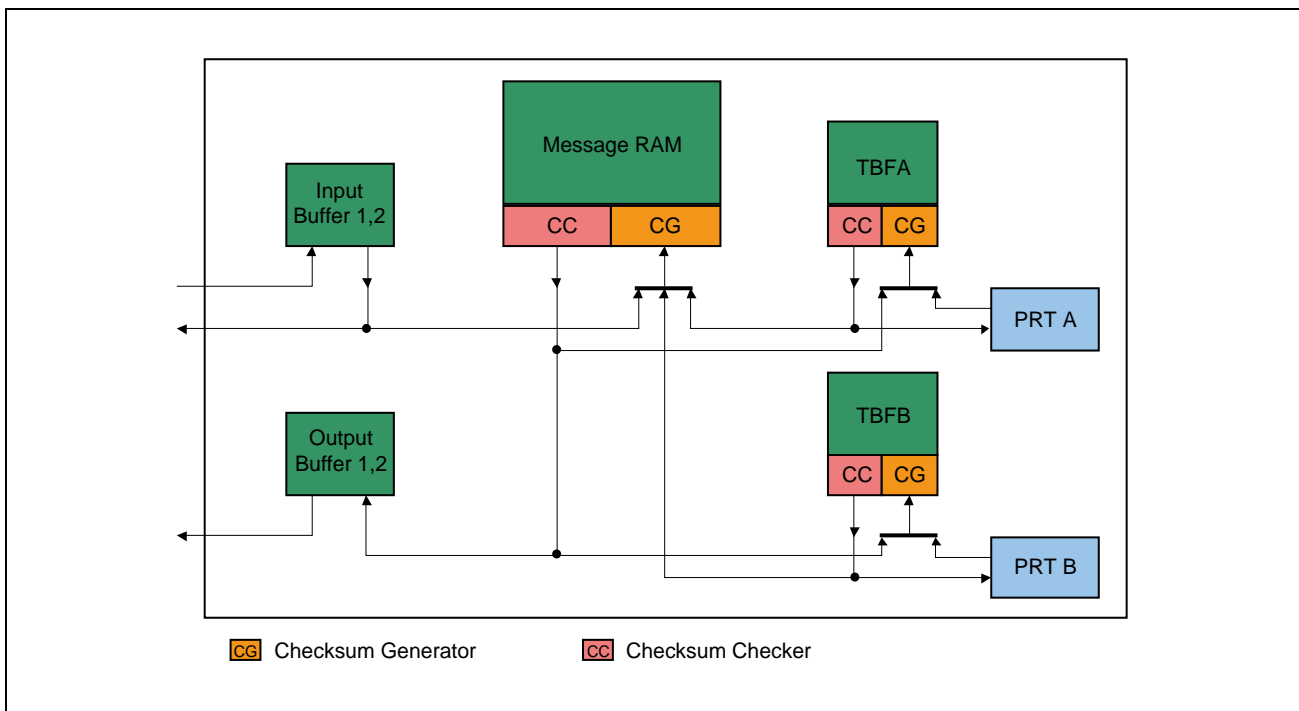 Message RAM
CC
CG
TBFA
CC
CG
Input
Buffer 1,2
PRT A
TBFB
CC
CG
Output
Buffer 1,2
PRT B
CG
Checksum Generator
CC
Checksum Checker